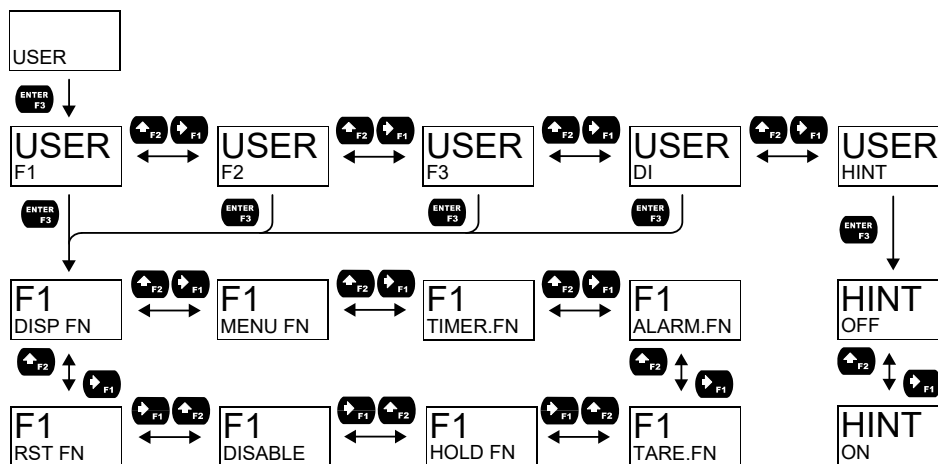 USER
ENTER F3
USER F2 F1 USER F2 F1 USER F2 F1 USER F2 F1 USER
F1 F2 F3 DI HINT
ENTER F3 ENTER F3 ENTER F3 ENTER F3 ENTER F3
F1 F2 F1 F1 F2 F1 F1 F2 F1 F1 HINT
DISP FN MENU FN TIMER.FN ALARM.FN OFF
F2 F1 F2 F1 F2 F1
F1 F1 F2 F1 F1 F2 F1 F1 F2 F1 HINT
RST FN DISABLE HOLD FN TARE.FN ON